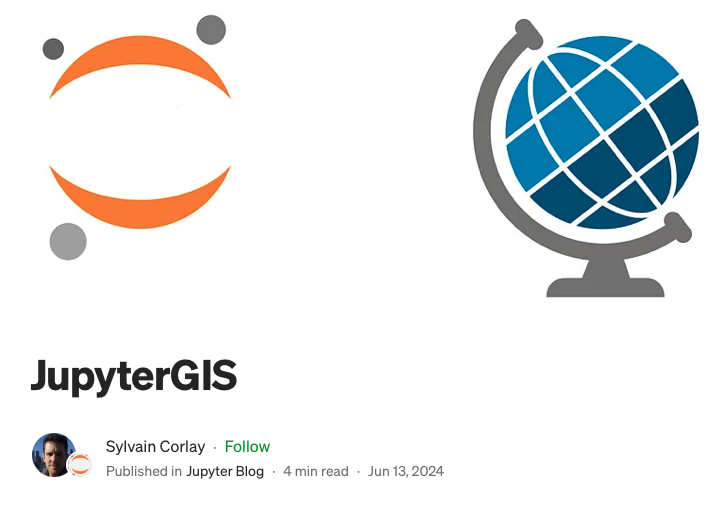 JupyterGIS
Sylvain Corlay · Follow
Published in Jupyter Blog · 4 min read · Jun 13, 2024